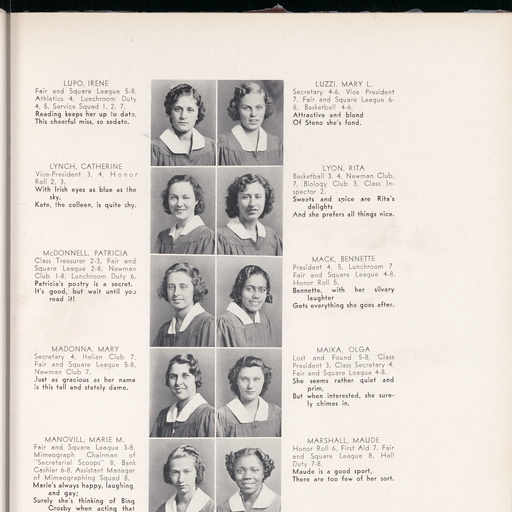 LUPO, IRENE
Fair and Square League 5-8,
Athletics 4, Lunchroom Duty
4, 5, Service Squad 1, 2, 7.
Reading keeps her up to date,
This cheerful miss, so sedate.
LYNCH, CATHERINE
Vice-President 3, 4, Honor
Roll 2, 3.
With Irish eyes as blue as the
sky,
Kate, the colleen, is quite shy.
McDONNELL, PATRICIA
Class Treasurer 2-3, Fair and
Square League 2-8, Newman
Club 1-8, Lunchroom Duty 6.
Patricia's poetry is a secret.
It's good, but wait until you
read it!
MADONNA, MARY
Secretary 4, Italian Club 7,
Fair and Square League 5-8,
Newman Club 7.
Just as gracious as her name
Is this tall and stately dame.
MANOVILL, MARIE M.
Fair and Square League 3-8,
Mimeograph Chairman of
"Secretarial Scoops" 8, Bank
Cashier 6-8, Assistant Manager
of Mimeographing Squad 8.
Marie's always happy, laughing,
and gay;
Surely she's thinking of Bing
Crosby when acting that
LUZZI, MARY L.
Secretary 4-6, Vice President
7, Fair and Square League 6-
8, Basketball 4-6.
Attractive and blond
Of Steno she's fond.
LYON, RITA
Basketball 3, 4, Newman Club,
7, Biology Club 3, Class In-
spector 2.
Sweets and spice are Rita's
delights
And she prefers all things nice.
MACK, BENNETTE
President 4, 5, Lunchroom 7,
Fair and Square League 4-8,
Honor Roll 5.
Bennette, with her silvery
laughter
Gets everything she goes after.
MAIKA, OLGA
Lost and Found 5-8, Class
President 3, Class Secretary 4,
Fair and Square League 4-8.
She seems rather quiet and
prim,
But when interested, she sure-
ly chimes in.
MARSHALL, MAUDE
Honor Roll 6, First Aid 7, Fair
and Square League 8, Hall
Duty 7-8.
Maude is a good sport,
There are too few of her sort.